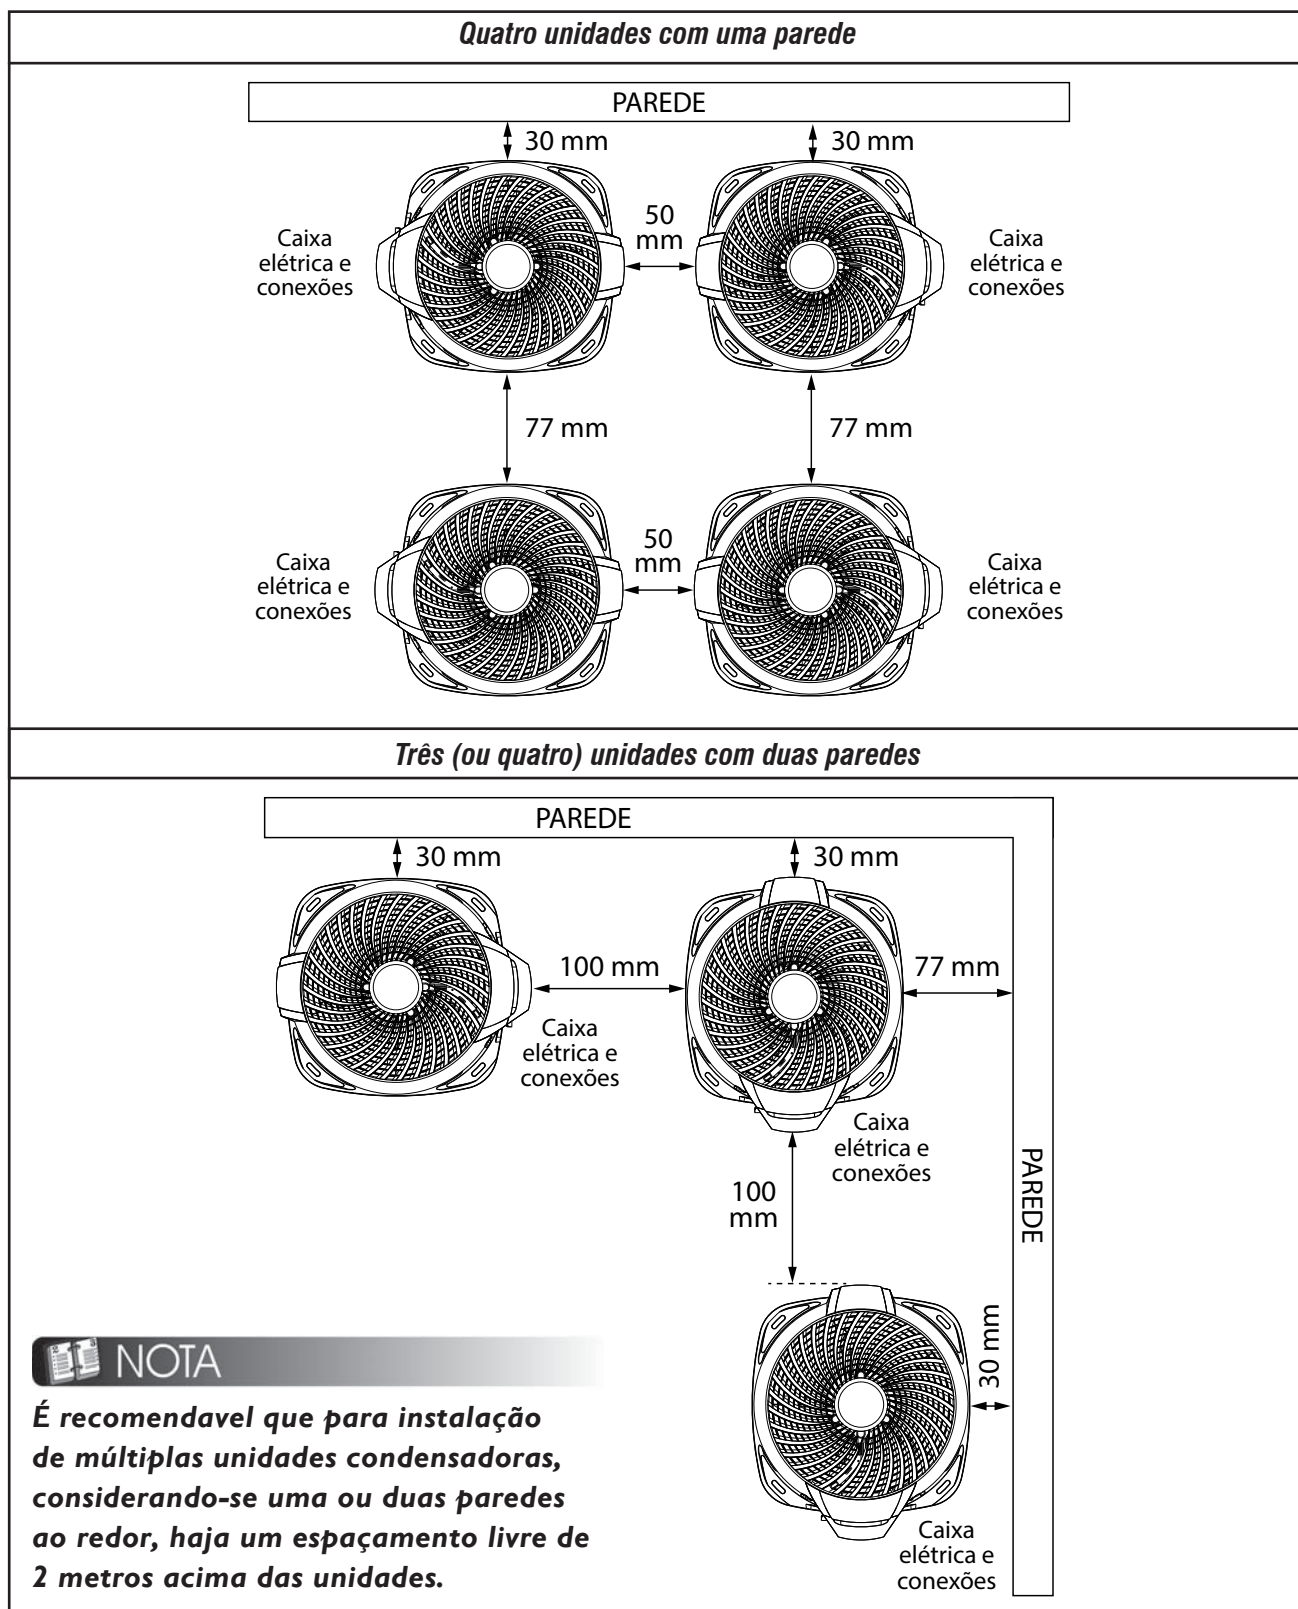 Quatro unidades com uma parede
PAREDE
30 mm
30 mm
50
mm
Caixa
elétrica e
conexões
Caixa
elétrica e
conexões
77 mm
77 mm
50
mm
Caixa
elétrica e
conexões
Caixa
elétrica e
conexões
Três (ou quatro) unidades com duas paredes
PAREDE
30 mm
30 mm
100 mm
77 mm
Caixa
elétrica e
conexões
Caixa
elétrica e
conexões
PAREDE
100
mm
30 mm
NOTA
É recomendavel que para instalação
de múltiplas unidades condensadoras,
considerando-se uma ou duas paredes
ao redor, haja um espaçamento livre de
2 metros acima das unidades.
Caixa
elétrica e
conexões